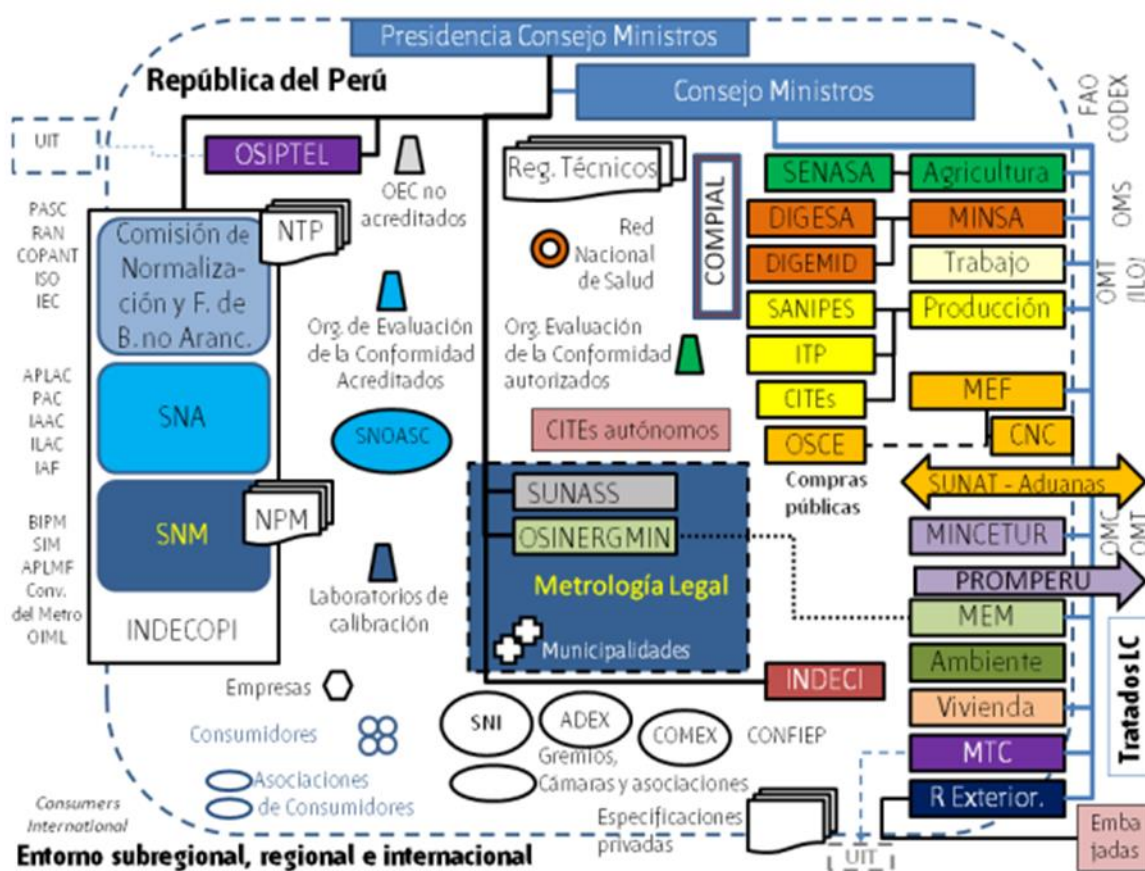 Presidencia Consejo Ministros
República del Perú
Consejo Ministros
FAO
CODEX
UIT
OSIPTEL
OEC no
acreditados
Reg. Técnicos
COMPIAL
SENASA
Agricultura
OMS
PASC
RAN
COPANT
ISO
IEC
Comisión de
Normaliza-
ción y F. de
B. no Aranc.
NTP
Red
Nacional
de Salud
DIGESA
MINSA
DIGEMID
Trabajo
OMT
/ILO/
SANIPES
Producción
Org. de Evaluación
de la Conformidad
Acreditados
Org. Evaluación
de la Conformidad
autorizados
ITP
CITEs
MEF
APLAC
PAC
IAAC
ILAC
IAF
SNA
SNOASC
CITEs autónomos
OSCE
CNC
Compras
públicas
SUNAT - Aduanas
BIPM
SIM
APLMF
Conv.
del Metro
OIML
SNM
NPM
INDECOPI
Laboratorios de
calibración
SUNASS
OSINERGMIN
Metrología Legal
Municipalidades
MINCETUR
OMC
OMT
PROMPERU
MEM
Ambiente
Tratados LC
Empresas
INDECI
Vivienda
Consumidores
SNI
ADEX
COMEX
CONFIEP
MTC
Gremios,
Cámaras y asociaciones
Asociaciones
de Consumidores
Especificaciones
privadas
R Exterior.
Consumers
International
UIT
Emba
jadas
Entorno subregional, regional e internacional